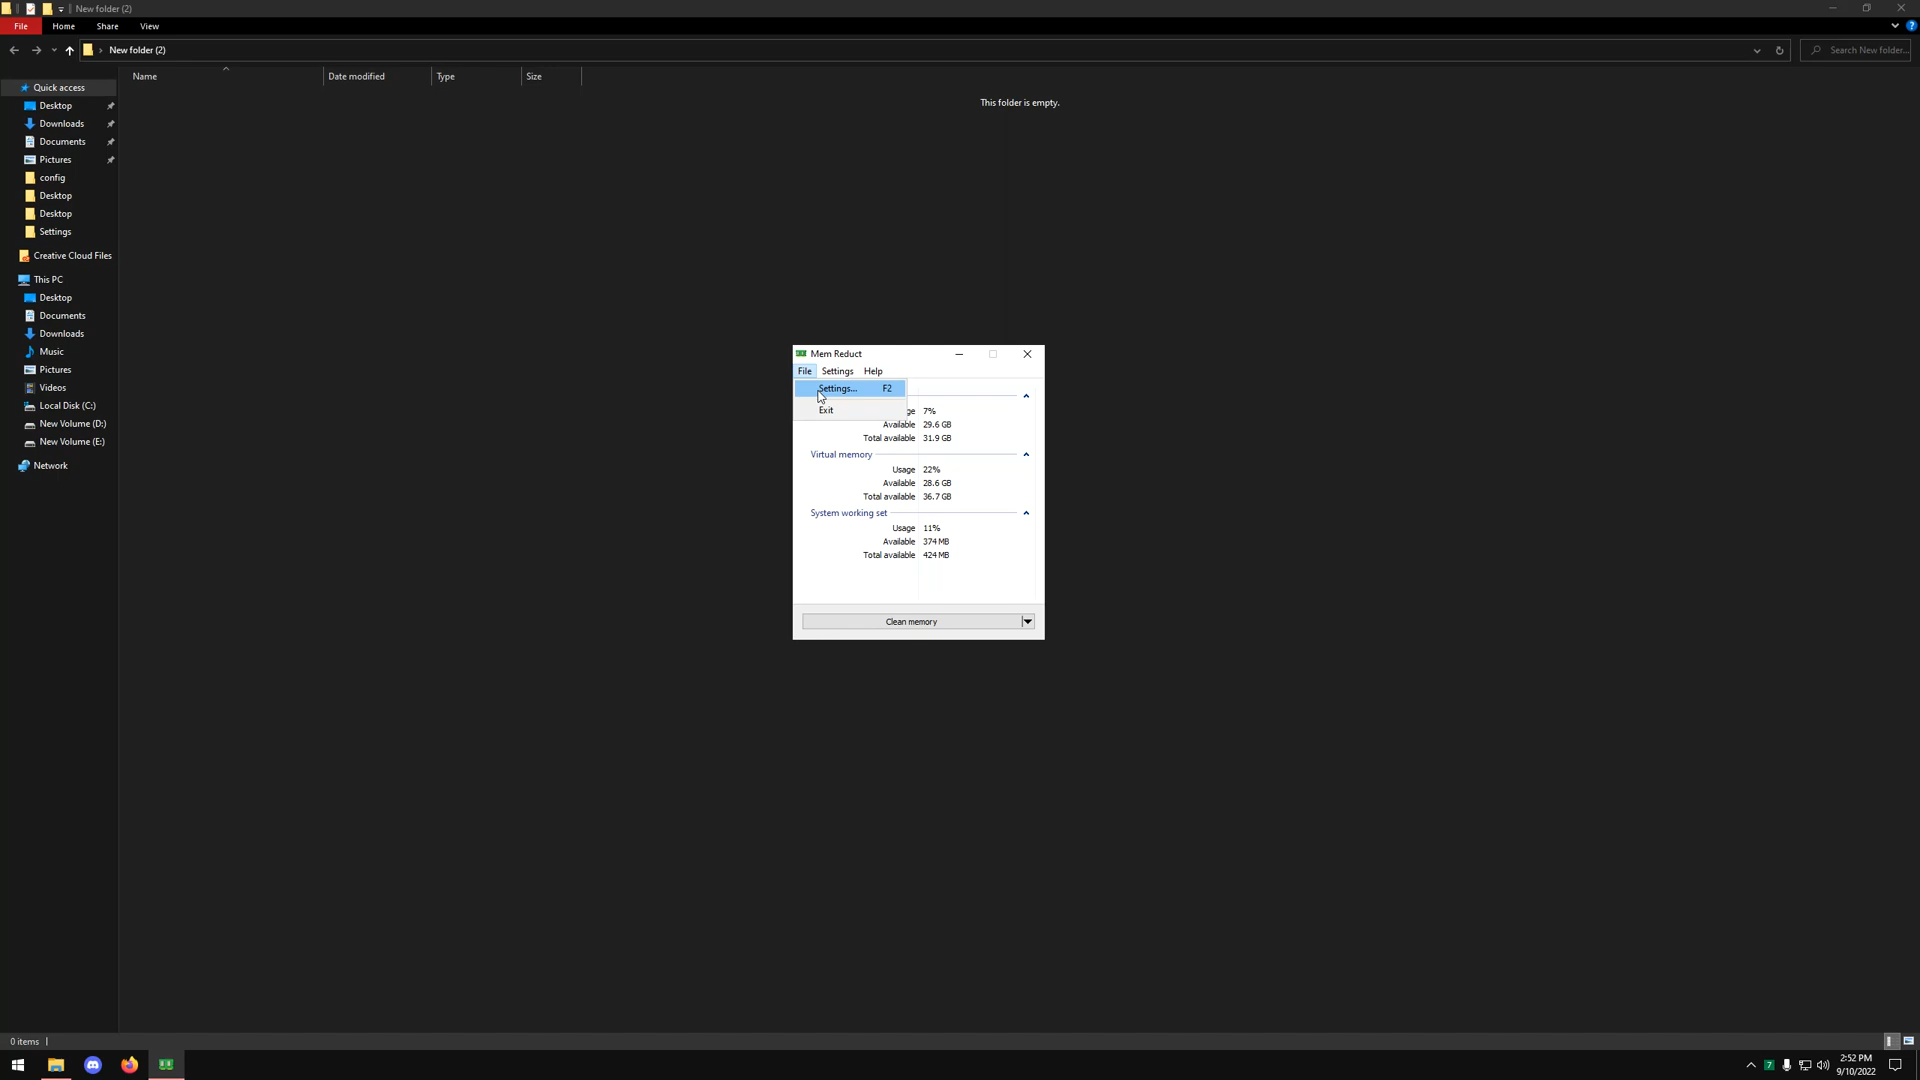 New folder (2)
File Home Share View
New folder (2)
Search New folder...
Name Date modified Type Size
This folder is empty.
Quick access
Desktop
Downloads
Documents
Pictures
config
Desktop
Desktop
Settings
Creative Cloud Files
This PC
Desktop
Documents
Downloads
Music
Pictures
Videos
Local Disk (C:)
New Volume (D:)
New Volume (E:)
Network
Mem Reduct
File Settings Help
Settings... F2
Exit
ge 7%
Available 29.6 GB
Total available 31.9 GB
Virtual memory
Usage 22%
Available 28.6 GB
Total available 36.7 GB
System working set
Usage 11%
Available 374 MB
Total available 424 MB
Clean memory
0 items
7
2:52 PM
9/10/2022